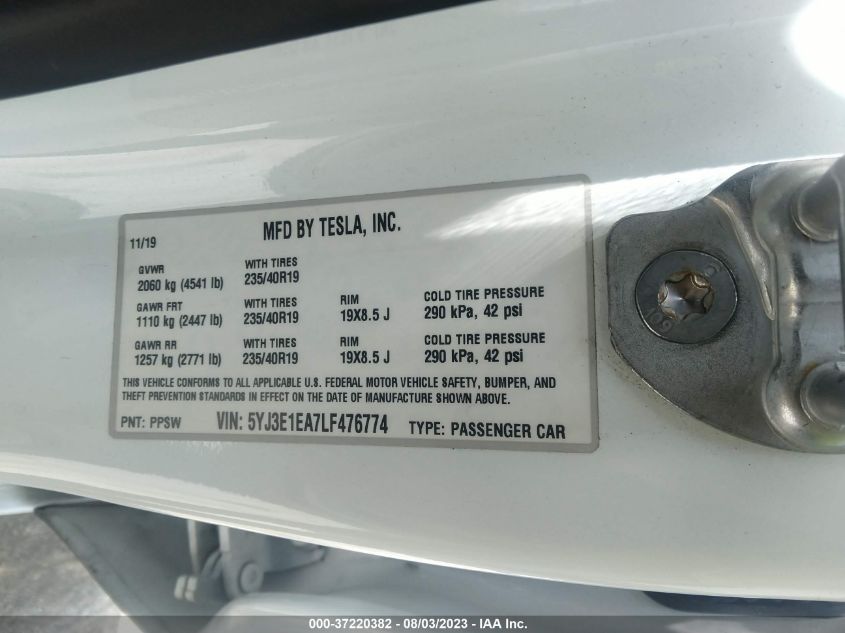 MFD BY TESLA, INC.
11/19
GVWR WITH TIRES
2060 kg (4541 lb) 235/40R19
GAWR FRT WITH TIRES RIM COLD TIRE PRESSURE
1110 kg (2447 lb) 235/40R19 19X8.5 J 290 kPa, 42 psi
GAWR RR WITH TIRES RIM COLD TIRE PRESSURE
1257 kg (2771 lb) 235/40R19 19X8.5 J 290 kPa, 42 psi
THIS VEHICLE CONFORMS TO ALL APPLICABLE U.S. FEDERAL MOTOR VEHICLE SAFETY, BUMPER, AND
THEFT PREVENTION STANDARDS IN EFFECT ON THE DATE OF MANUFACTURE SHOWN ABOVE.
PNT: PPSW VIN: 5YJ3E1EA7LF476774 TYPE: PASSENGER CAR
000-37220382 - 08/03/2023 - IAA Inc.